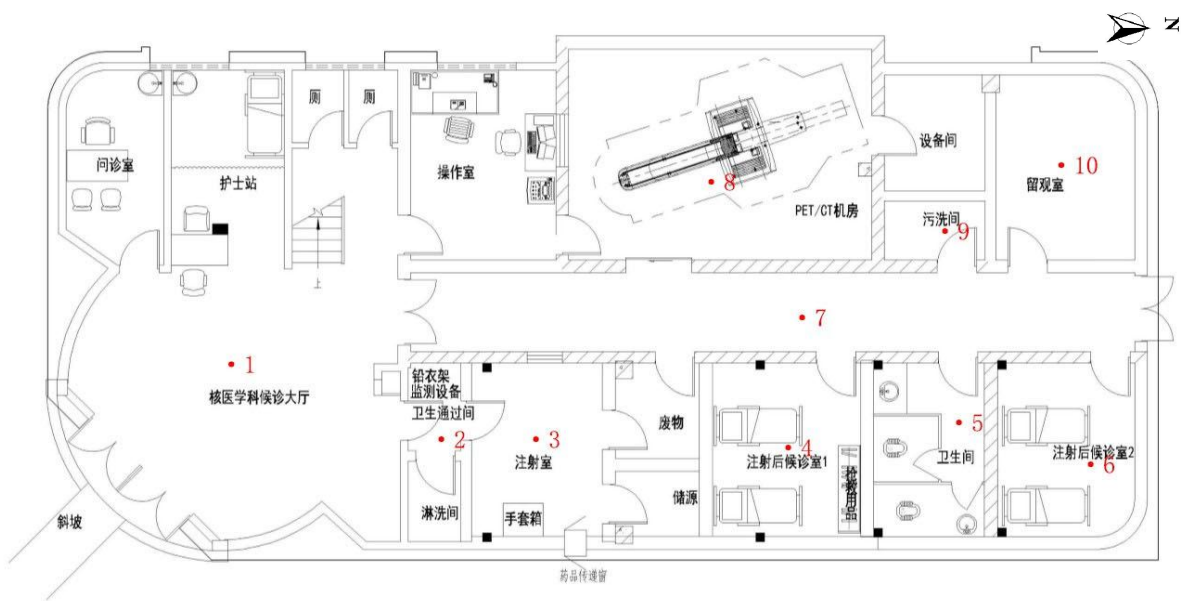 N
厕
厕
问诊室
护士站
操作室
设备间
10
留观室
8
PET/CT机房
污洗间
9
上
7
1
核医学科候诊大厅
铅衣架
监测设备
卫生通过间
2
3
注射室
废物
4
注射后候诊室1
5
卫生间
注射后候诊室2
6
抢救用品
储源
淋洗间
手套箱
斜坡
药品传递窗